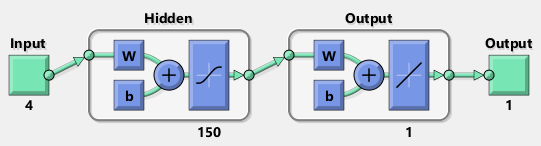 Hidden Output
Input Output
W W
+ +
b b
4 150 1 1